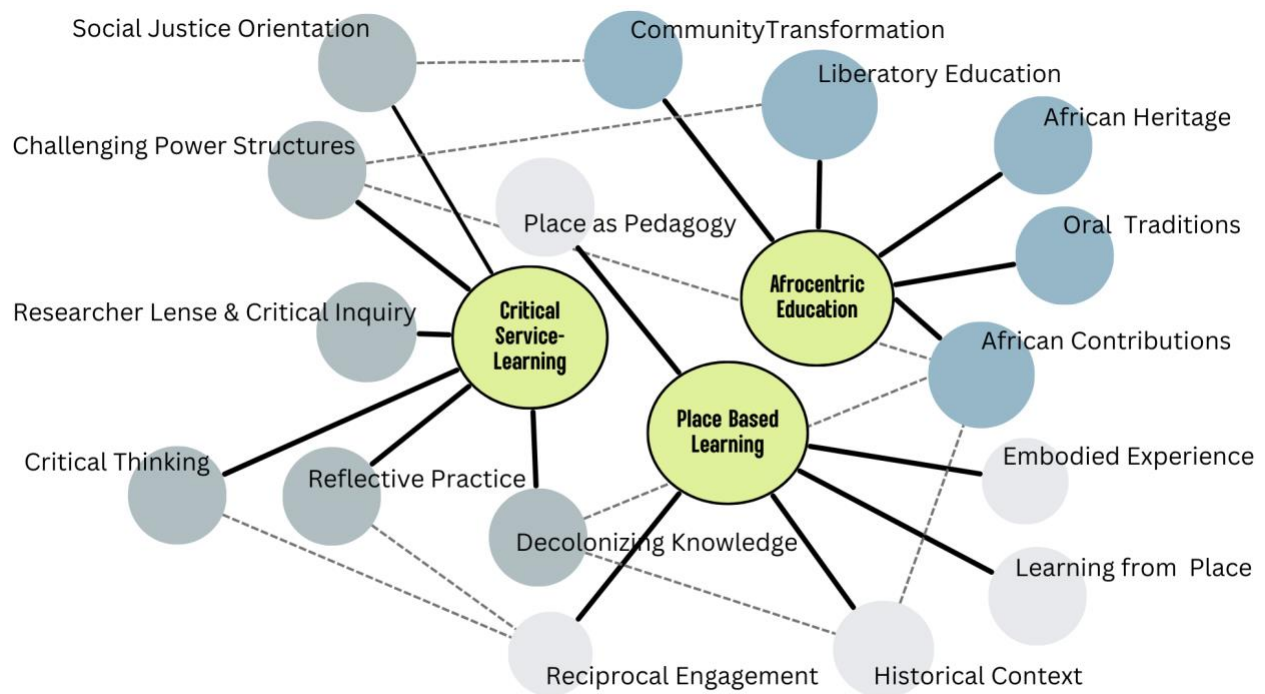 Social Justice Orientation
CommunityTransformation
Liberatory Education
African Heritage
Challenging Power Structures
Place as Pedagogy
Oral Traditions
Afrocentric
Education
Researcher Lense & Critical Inquiry
Critical
Service-
Learning
African Contributions
Place Based
Learning
Critical Thinking
Reflective Practice
Embodied Experience
Decolonizing Knowledge
Learning from Place
Reciprocal Engagement
Historical Context